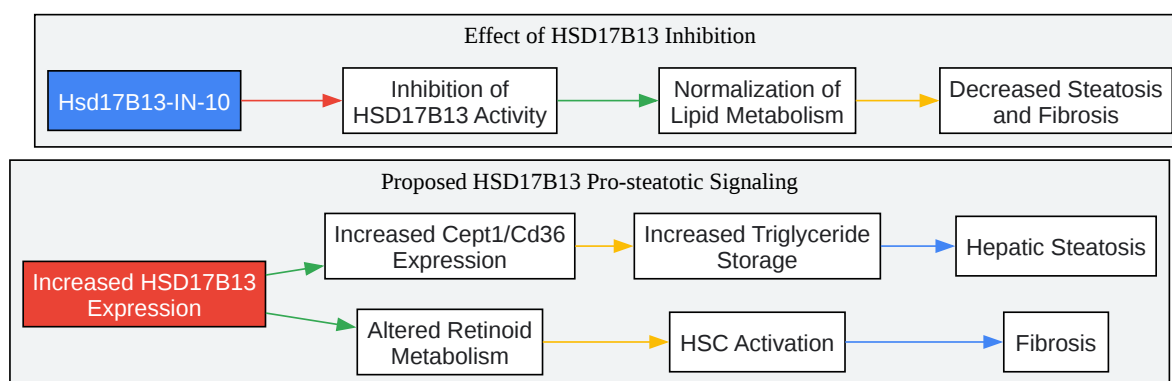 Effect of HSD17B13 Inhibition
Hsd17B13-IN-10
Inhibition of
HSD17B13 Activity
Normalization of
Lipid Metabolism
Decreased Steatosis
and Fibrosis
Proposed HSD17B13 Pro-steatotic Signaling
Increased HSD17B13
Expression
Increased Cept1/Cd36
Expression
Increased Triglyceride
Storage
Hepatic Steatosis
Altered Retinoid
Metabolism
HSC Activation
Fibrosis